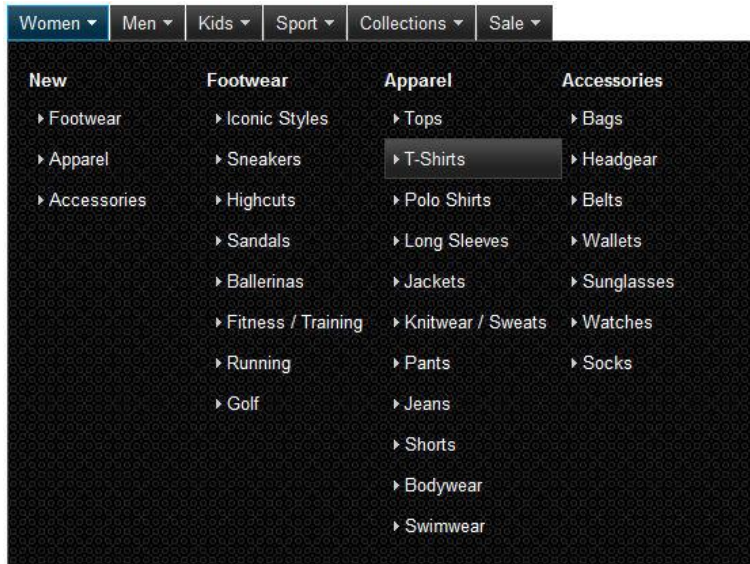 Women Men Kids Sport Collections Sale
New
Footwear
Apparel
Accessories
Footwear
Iconic Styles
Sneakers
Highcuts
Sandals
Ballerinas
Fitness / Training
Running
Golf
Apparel
Tops
T-Shirts
Polo Shirts
Long Sleeves
Jackets
Knitwear / Sweats
Pants
Jeans
Shorts
Bodywear
Swimwear
Accessories
Bags
Headgear
Belts
Wallets
Sunglasses
Watches
Socks